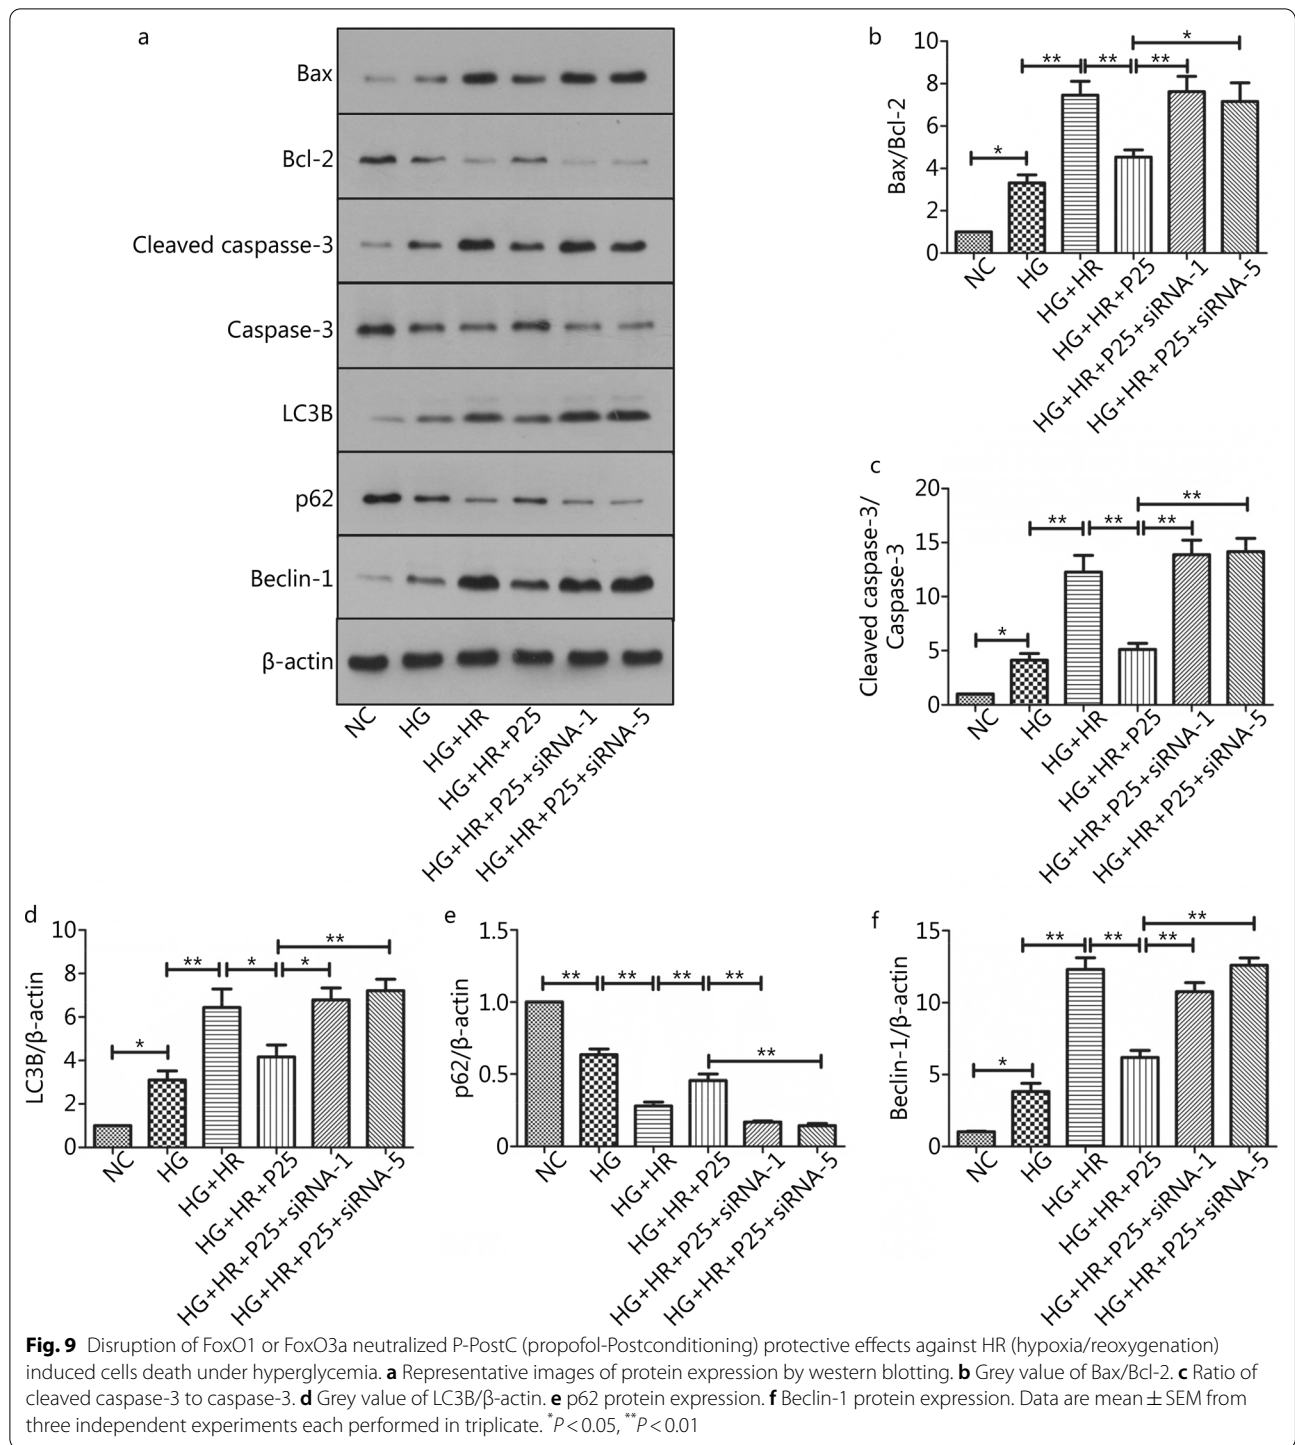 a
Bax
Bcl-2
Cleaved caspasse-3
Caspase-3
LC3B
p62
Beclin-1
β-actin
NC
HG
HG+HR
HG+HR+P25
HG+HR+P25+siRNA-1
HG+HR+P25+siRNA-5
b
Bax/Bcl-2
10
8
6
4
2
0
*
**
**
**
*
NC
HG
HG+HR
HG+HR+P25
HG+HR+P25+siRNA-1
HG+HR+P25+siRNA-5
c
Cleaved caspase-3/
Caspase-3
20
15
10
5
0
*
**
**
**
**
NC
HG
HG+HR
HG+HR+P25
HG+HR+P25+siRNA-1
HG+HR+P25+siRNA-5
d
LC3B/β-actin
10
8
6
4
2
0
*
**
*
*
**
NC
HG
HG+HR
HG+HR+P25
HG+HR+P25+siRNA-1
HG+HR+P25+siRNA-5
e
p62/β-actin
1.5
1.0
0.5
0
**
**
**
**
**
NC
HG
HG+HR
HG+HR+P25
HG+HR+P25+siRNA-1
HG+HR+P25+siRNA-5
f
Beclin-1/β-actin
15
10
5
0
*
**
**
**
**
NC
HG
HG+HR
HG+HR+P25
HG+HR+P25+siRNA-1
HG+HR+P25+siRNA-5
Fig. 9 Disruption of FoxO1 or FoxO3a neutralized P-PostC (propofol-Postconditioning) protective effects against HR (hypoxia/reoxygenation)
induced cells death under hyperglycemia. a Representative images of protein expression by western blotting. b Grey value of Bax/Bcl-2. c Ratio of
cleaved caspase-3 to caspase-3. d Grey value of LC3B/β-actin. e p62 protein expression. f Beclin-1 protein expression. Data are mean ± SEM from
three independent experiments each performed in triplicate. *P < 0.05, **P < 0.01